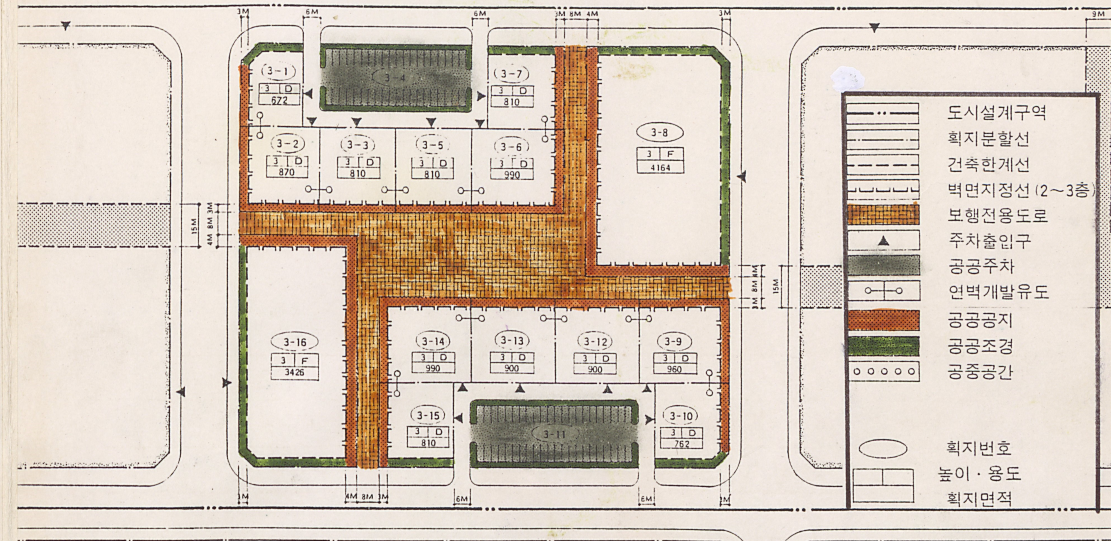 3M
6M
6M
3M 8M 4M
3M
9M
3-1
3 D
672
3-4
3-7
3 D
810
3-2
3 D
870
3-3
3 D
810
3-5
3 D
810
3-6
3 D
990
3-8
3 F
4164
15M
4M 8M 3M
3M 8M 4M
15M
3-16
3 F
3426
3-14
3 D
990
3-13
3 D
900
3-12
3 D
900
3-9
3 D
960
3-15
3 D
810
3-11
3-10
3 D
762
3M
4M 8M 3M
6M
6M
3M
도시설계구역
획지분할선
건축한계선
벽면지정선 (2~3층)
보행전용도로
주차출입구
공공주차
연벽개발유도
공공공지
공공조경
공중공간
획지번호
높이·용도
획지면적